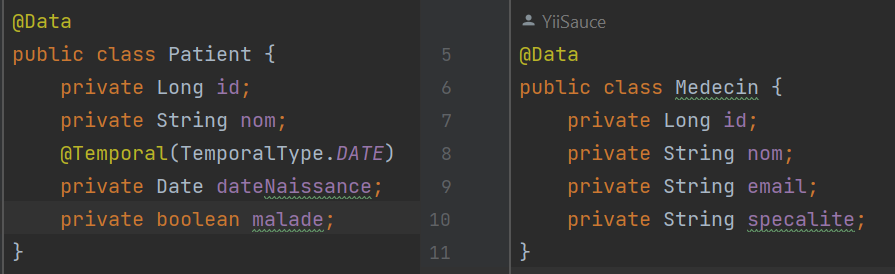 @Data
public class Patient {
private Long id;
private String nom;
@Temporal(TemporalType.DATE)
private Date dateNaissance;
private boolean malade;
}
YiiSauce
5 @Data
6 public class Medecin {
7 private Long id;
8 private String nom;
9 private String email;
10 private String specalite;
11 }